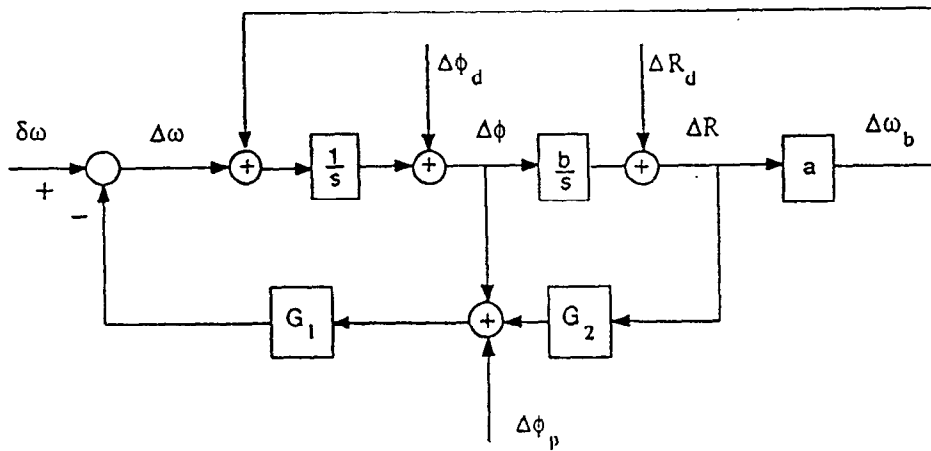 Δϕ_d
ΔR_d
δω
Δω
Δϕ
ΔR
Δω_b
+
+
1/s
+
b/s
+
a
−
G_1
+
G_2
Δϕ_p